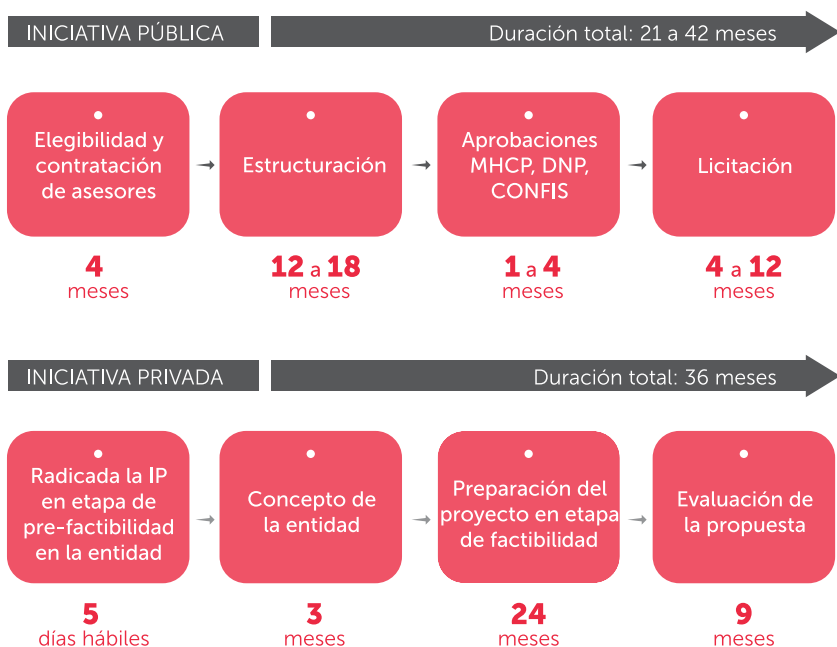 INICIATIVA PÚBLICA
Duración total: 21 a 42 meses
Elegibilidad y
contratación
de asesores
Estructuración
Aprobaciones
MHCP, DNP,
CONFIS
Licitación
4
meses
12 a 18
meses
1 a 4
meses
4 a 12
meses
INICIATIVA PRIVADA
Duración total: 36 meses
Radicada la IP
en etapa de
pre-factibilidad
en la entidad
Concepto de
la entidad
Preparación del
proyecto en etapa
de factibilidad
Evaluación de
la propuesta
5
días hábiles
3
meses
24
meses
9
meses